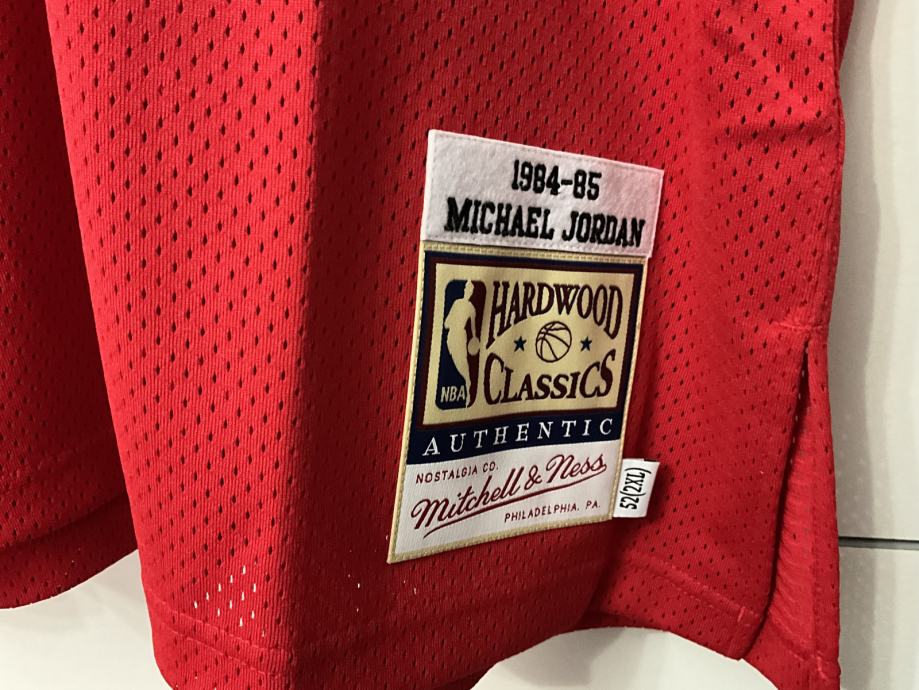 1984-85
MICHAEL JORDAN
HARDWOOD
CLASSICS
NBA
AUTHENTIC
NOSTALGIA CO.
Mitchell & Ness
PHILADELPHIA, PA.
52(2XL)